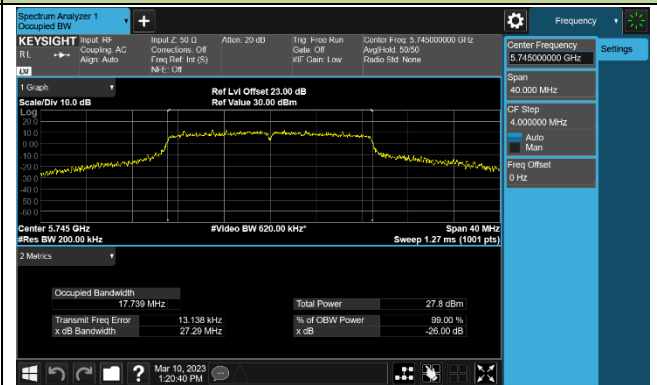 Spectrum Analyzer 1
Occupied BW
+
Frequency
KEYSIGHT
RL
LXI
Input: RF
Coupling: AC
Align: Auto
Input Z: 50 Ω
Corrections: Off
Freq Ref: Int (S)
NFE: Off
Atten: 20 dB
Trig: Free Run
Gate: Off
#IF Gain: Low
Center Freq: 5.745000000 GHz
Avg|Hold: 50/50
Radio Std: None
Center Frequency
5.745000000 GHz
Settings
Span
40.000 MHz
CF Step
4.000000 MHz
Auto
Man
Freq Offset
0 Hz
1 Graph
Scale/Div 10.0 dB
Ref Lvl Offset 23.00 dB
Ref Value 30.00 dBm
Log
20.0
10.0
0.00
-10.0
-20.0
-30.0
-40.0
-50.0
-60.0
Center 5.745 GHz
#Res BW 200.00 kHz
#Video BW 620.00 kHz*
Span 40 MHz
Sweep 1.27 ms (1001 pts)
2 Metrics
Occupied Bandwidth
17.739 MHz
Total Power 27.8 dBm
Transmit Freq Error 13.138 kHz
% of OBW Power 99.00 %
x dB Bandwidth 27.29 MHz
x dB -26.00 dB
?
Mar 10, 2023
1:20:40 PM